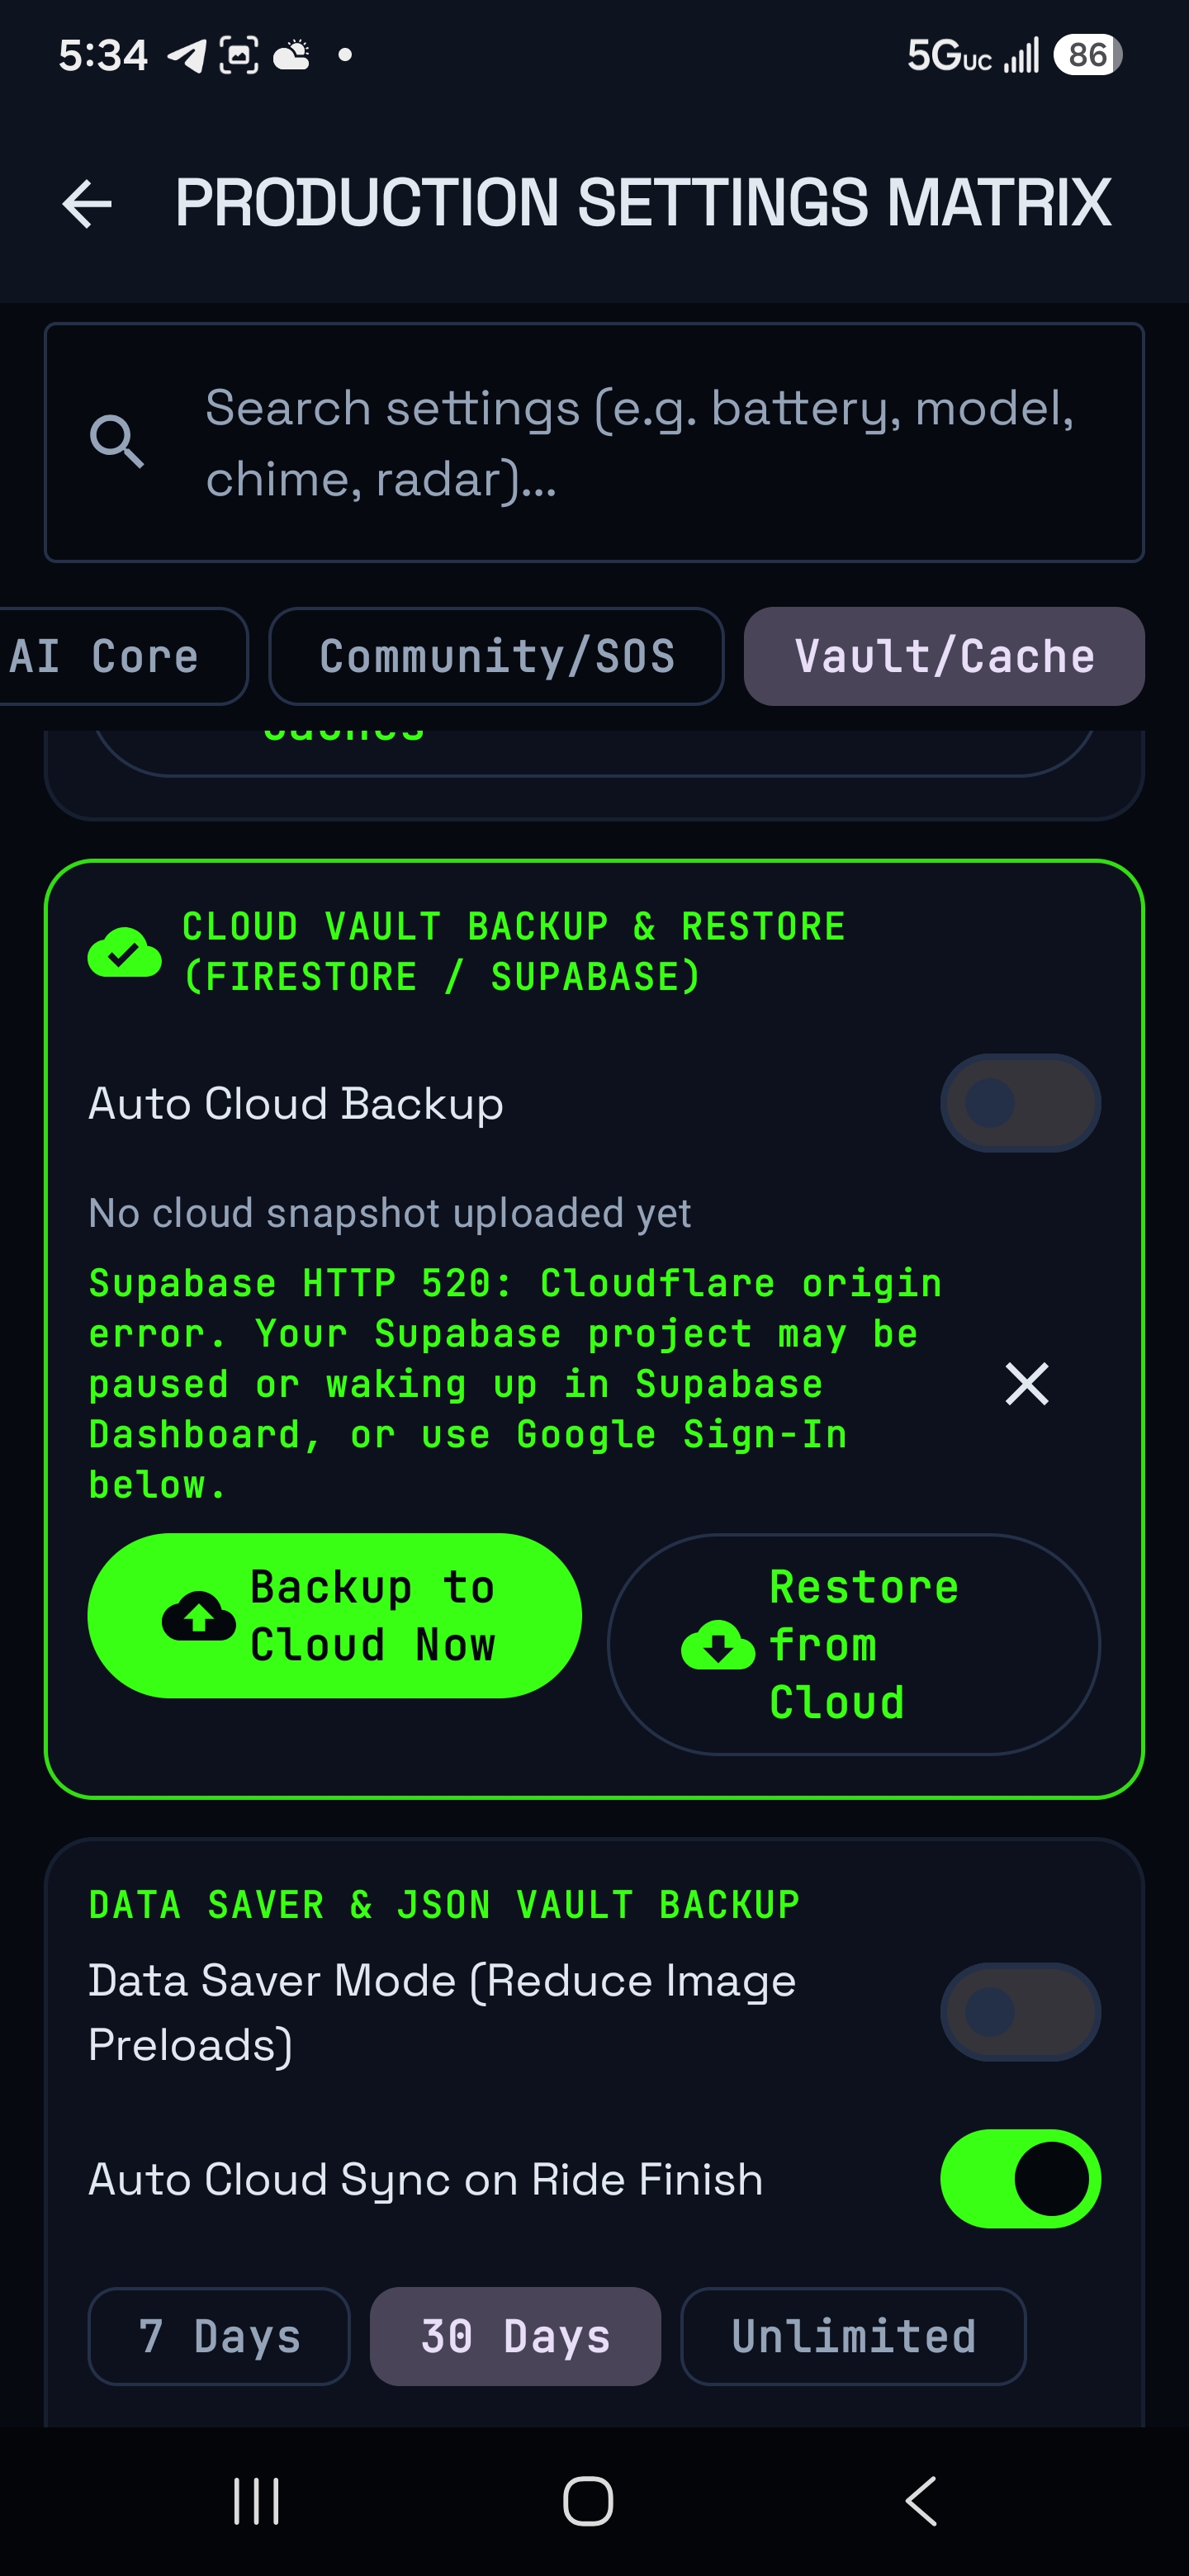 5:34
5GUC
86
PRODUCTION SETTINGS MATRIX
Search settings (e.g. battery, model,
chime, radar)...
AI Core
Community/SOS
Vault/Cache
CLOUD VAULT BACKUP & RESTORE
(FIRESTORE / SUPABASE)
Auto Cloud Backup
No cloud snapshot uploaded yet
Supabase HTTP 520: Cloudflare origin
error. Your Supabase project may be
paused or waking up in Supabase
Dashboard, or use Google Sign-In
below.
Backup to
Cloud Now
Restore
from
Cloud
DATA SAVER & JSON VAULT BACKUP
Data Saver Mode (Reduce Image
Preloads)
Auto Cloud Sync on Ride Finish
7 Days
30 Days
Unlimited